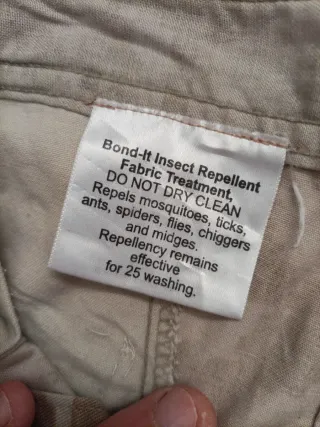 Bond-It Insect Repellent
Fabric Treatment,
DO NOT DRY CLEAN
Repels mosquitoes, ticks,
ants, spiders, flies, chiggers
and midges.
Repellency remains
effective
for 25 washing.